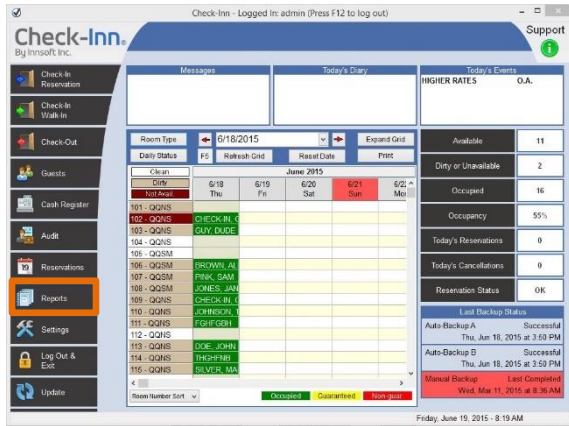 Check-Inn - Logged In: admin (Press F12 to log out)
Check-Inn®
By Innsoft Inc.
Support
Check-In
Reservation
Check-In
Walk-In
Check-Out
Guests
Cash Register
Audit
19
Reservations
Reports
Settings
Log Out &
Exit
Update
Messages
Today's Diary
Today's Events
HIGHER RATES O.A.
Room Type
6/18/2015
Expand Grid
Daily Status
F5
Refresh Grid
Reset Date
Print
Clean
Dirty
Not Avail.
June 2015
6/18 6/19 6/20 6/21 6/22
Thu Fri Sat Sun Mon
101 - QQNS
102 - QQNS CHECK-IN, C
103 - QQNS GUY, DUDE
104 - QQNS
105 - QQSM
106 - QQSM BROWN, AL
107 - QQSM PINK, SAM
108 - QQSM JONES, JAN
109 - QQNS CHECK-IN, C
110 - QQNS JOHNSON, T
111 - QQNS FGHFGBH
112 - QQNS
113 - QQNS DOE, JOHN
114 - QQNS THGHFNB
115 - QQNS SILVER, MA
Room Number Sort
Occupied Guaranteed Non-guar
Available 11
Dirty or Unavailable 2
Occupied 16
Occupancy 55%
Today's Reservations 0
Today's Cancellations 0
Reservation Status OK
Last Backup Status
Auto-Backup A Successful
Thu, Jun 18, 2015 at 3:50 PM
Auto-Backup B Successful
Thu, Jun 18, 2015 at 3:50 PM
Manual Backup Last Completed
Wed, Mar 11, 2015 at 8:36 AM
Friday, June 19, 2015 - 8:19 AM